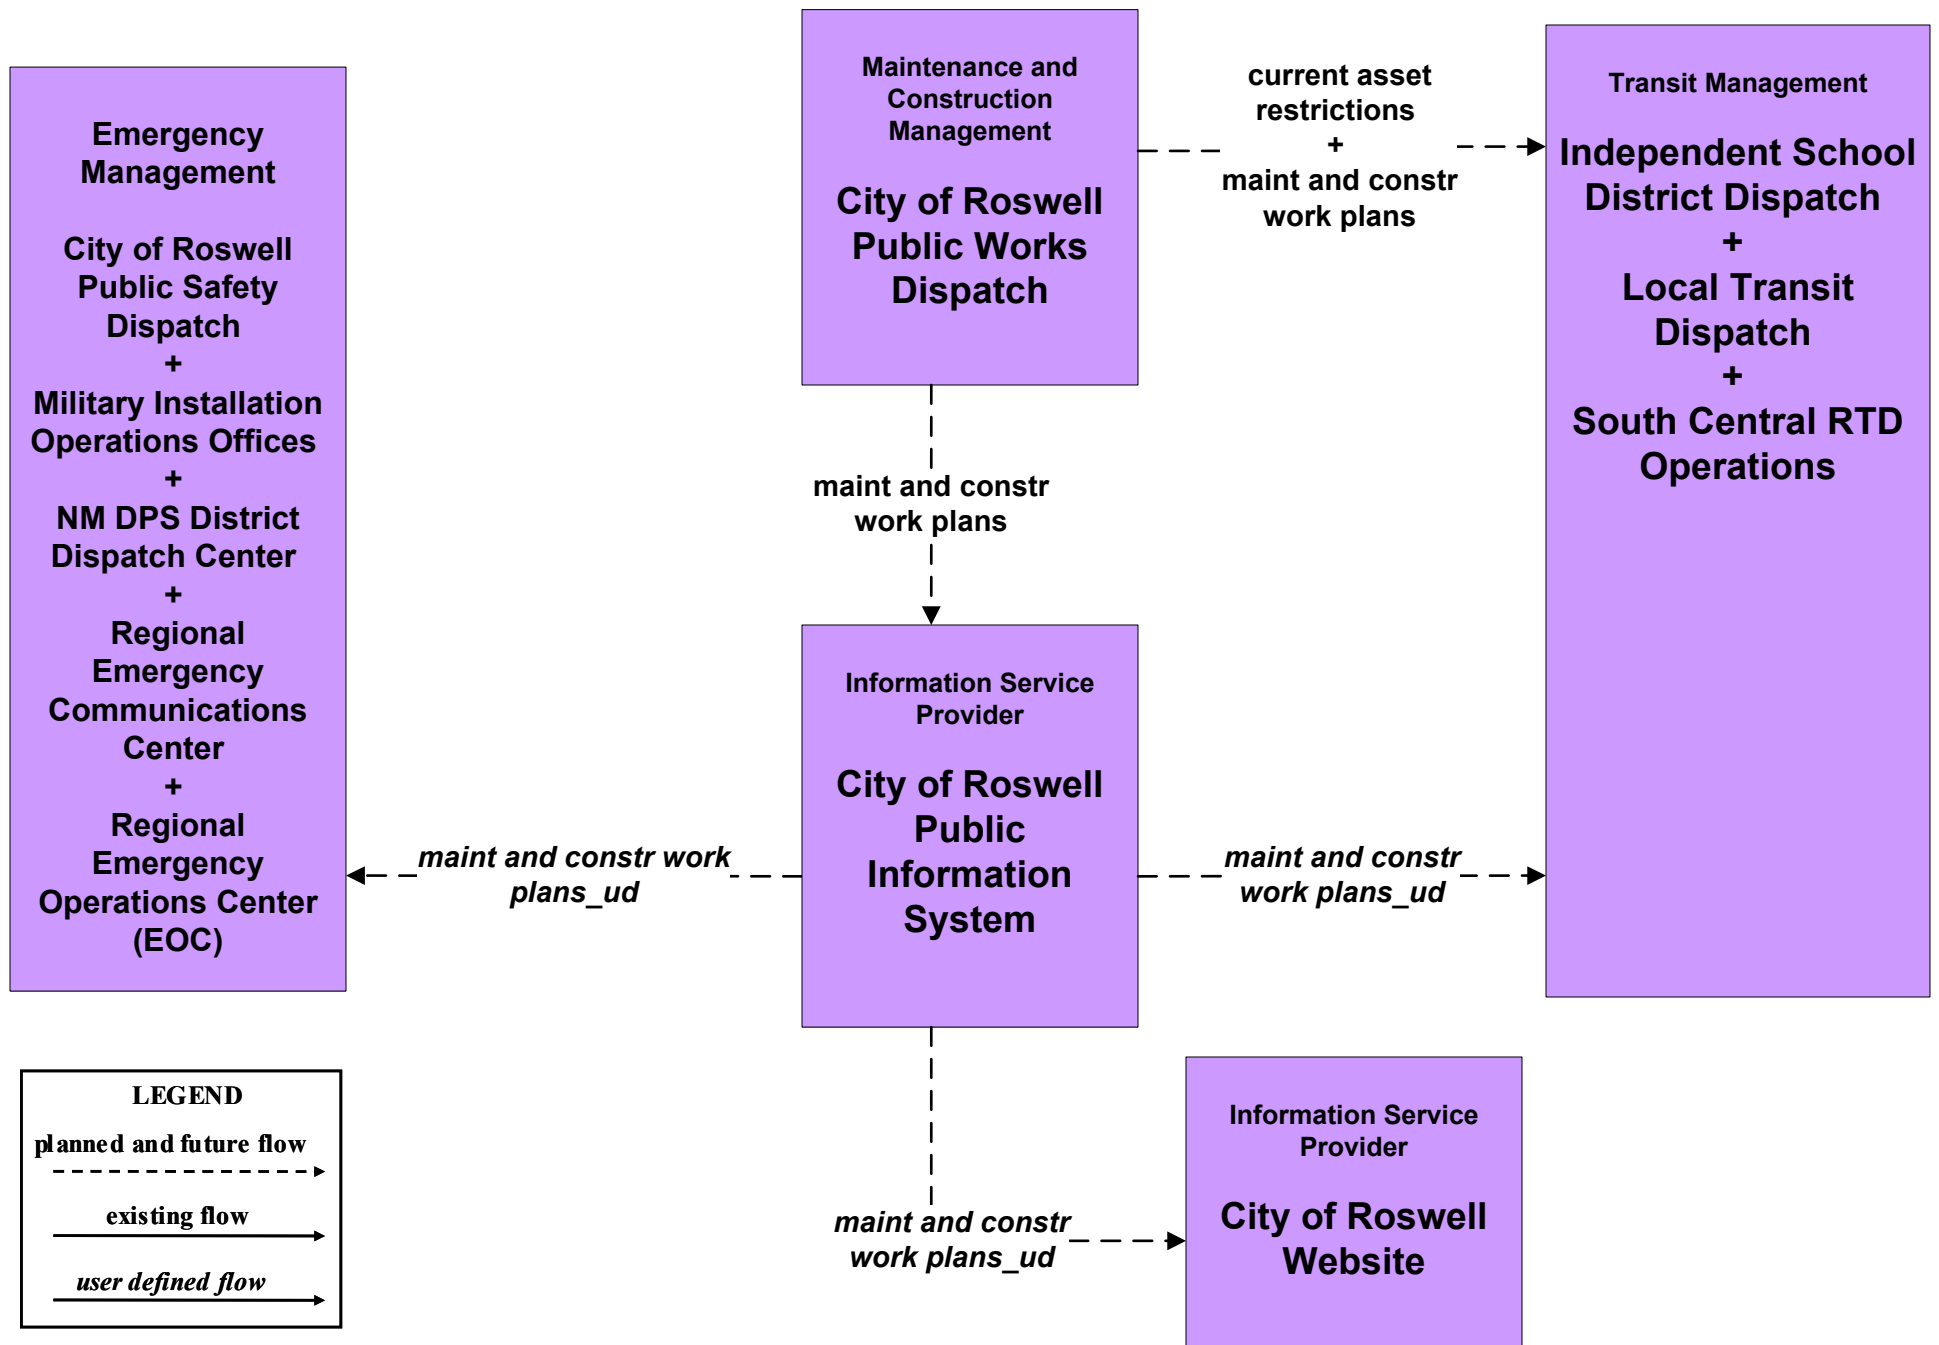 Emergency
Management
City of Roswell
Public Safety
Dispatch
+
Military Installation
Operations Offices
+
NM DPS District
Dispatch Center
+
Regional
Emergency
Communications
Center
+
Regional
Emergency
Operations Center
(EOC)
Maintenance and
Construction
Management
City of Roswell
Public Works
Dispatch
current asset
restrictions
+
maint and constr
work plans
Transit Management
Independent School
District Dispatch
+
Local Transit
Dispatch
+
South Central RTD
Operations
maint and constr
work plans
Information Service
Provider
City of Roswell
Public
Information
System
maint and constr work
plans_ud
maint and constr
work plans_ud
maint and constr
work plans_ud
Information Service
Provider
City of Roswell
Website
LEGEND
planned and future flow
existing flow
user defined flow